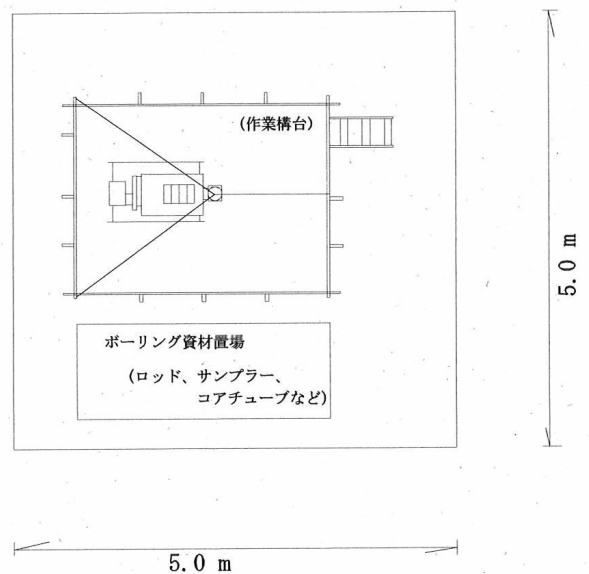 (作業構台)
5.0 m
ボーリング資材置場
(ロッド、サンプラー、
コアチューブなど)
5.0 m